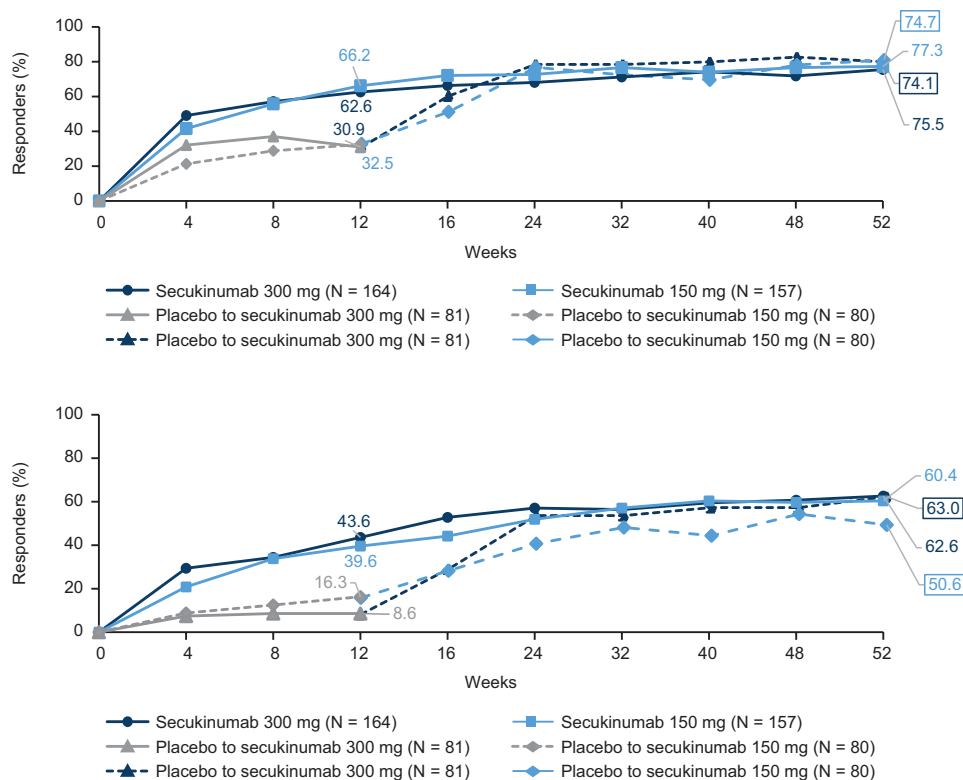 100
74.7
80
66.2
77.3
60
62.6
74.1
40
30.9
75.5
20
32.5
0
Responders (%)
0 4 8 12 16 24 32 40 48 52
Weeks
Secukinumab 300 mg (N = 164) Secukinumab 150 mg (N = 157)
Placebo to secukinumab 300 mg (N = 81) Placebo to secukinumab 150 mg (N = 80)
Placebo to secukinumab 300 mg (N = 81) Placebo to secukinumab 150 mg (N = 80)
100
80
60
60.4
43.6
63.0
40
39.6
62.6
20
16.3
50.6
8.6
0
Responders (%)
0 4 8 12 16 24 32 40 48 52
Weeks
Secukinumab 300 mg (N = 164) Secukinumab 150 mg (N = 157)
Placebo to secukinumab 300 mg (N = 81) Placebo to secukinumab 150 mg (N = 80)
Placebo to secukinumab 300 mg (N = 81) Placebo to secukinumab 150 mg (N = 80)